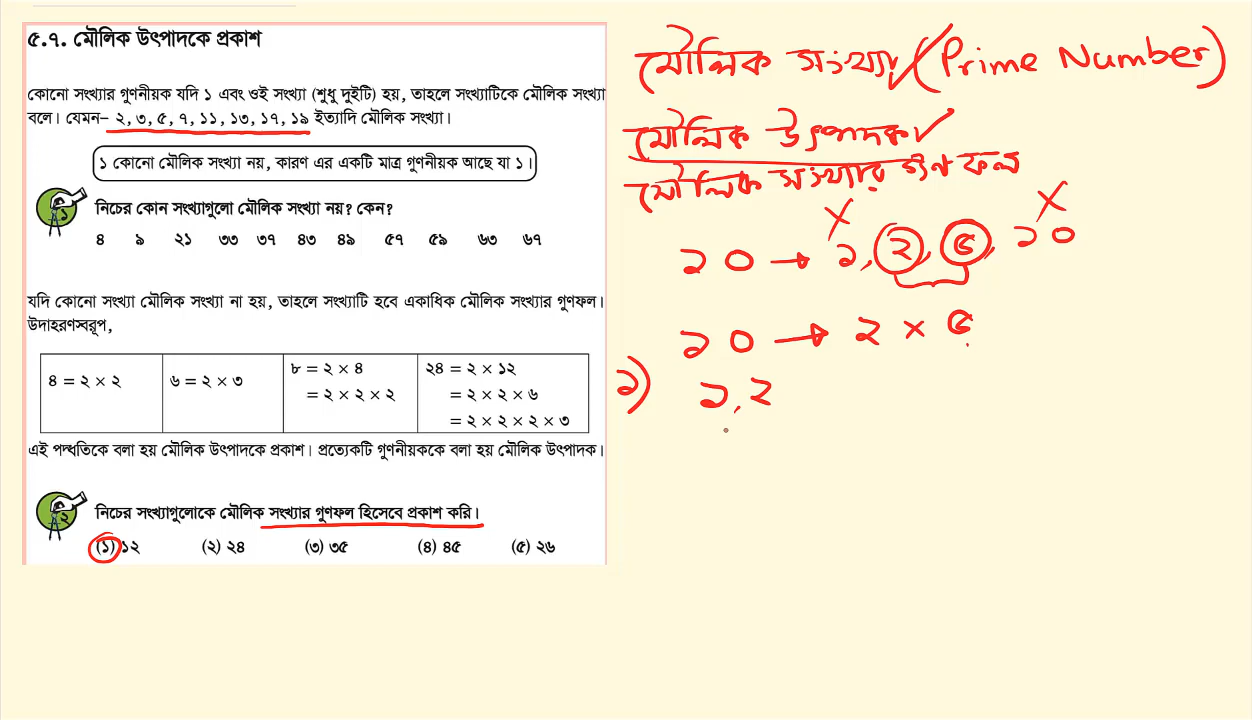 ৫.৭. মৌলিক উৎপাদকে প্রকাশ
কোনো সংখ্যার গুণনীয়ক যদি ১ এবং ওই সংখ্যা (শুধু দুইটি) হয়, তাহলে সংখ্যাটিকে মৌলিক সংখ্যা
বলে। যেমন– ২, ৩, ৫, ৭, ১১, ১৩, ১৭, ১৯ ইত্যাদি মৌলিক সংখ্যা।
১ কোনো মৌলিক সংখ্যা নয়, কারণ এর একটি মাত্র গুণনীয়ক আছে যা ১।
১
নিচের কোন সংখ্যাগুলো মৌলিক সংখ্যা নয়? কেন?
৪ ৯ ২১ ৩৩ ৩৭ ৪৩ ৪৯ ৫৭ ৫৯ ৬৩ ৬৭
যদি কোনো সংখ্যা মৌলিক সংখ্যা না হয়, তাহলে সংখ্যাটি হবে একাধিক মৌলিক সংখ্যার গুণফল।
উদাহরণস্বরূপ,
৪ = ২ × ২
৬ = ২ × ৩
৮ = ২ × ৪
= ২ × ২ × ২
২৪ = ২ × ১২
= ২ × ২ × ৬
= ২ × ২ × ২ × ৩
এই পদ্ধতিকে বলা হয় মৌলিক উৎপাদকে প্রকাশ। প্রত্যেকটি গুণনীয়ককে বলা হয় মৌলিক উৎপাদক।
২
নিচের সংখ্যাগুলোকে মৌলিক সংখ্যার গুণফল হিসেবে প্রকাশ করি।
(১) ১২ (২) ২৪ (৩) ৩৫ (৪) ৪৫ (৫) ২৬
মৌলিক সংখ্যা (Prime Number)
মৌলিক উৎপাদক
মৌলিক সংখ্যার গুণ ফল
১০ → ১, ২, ৫, ১০
১০ → ২ × ৫
১) ১, ২